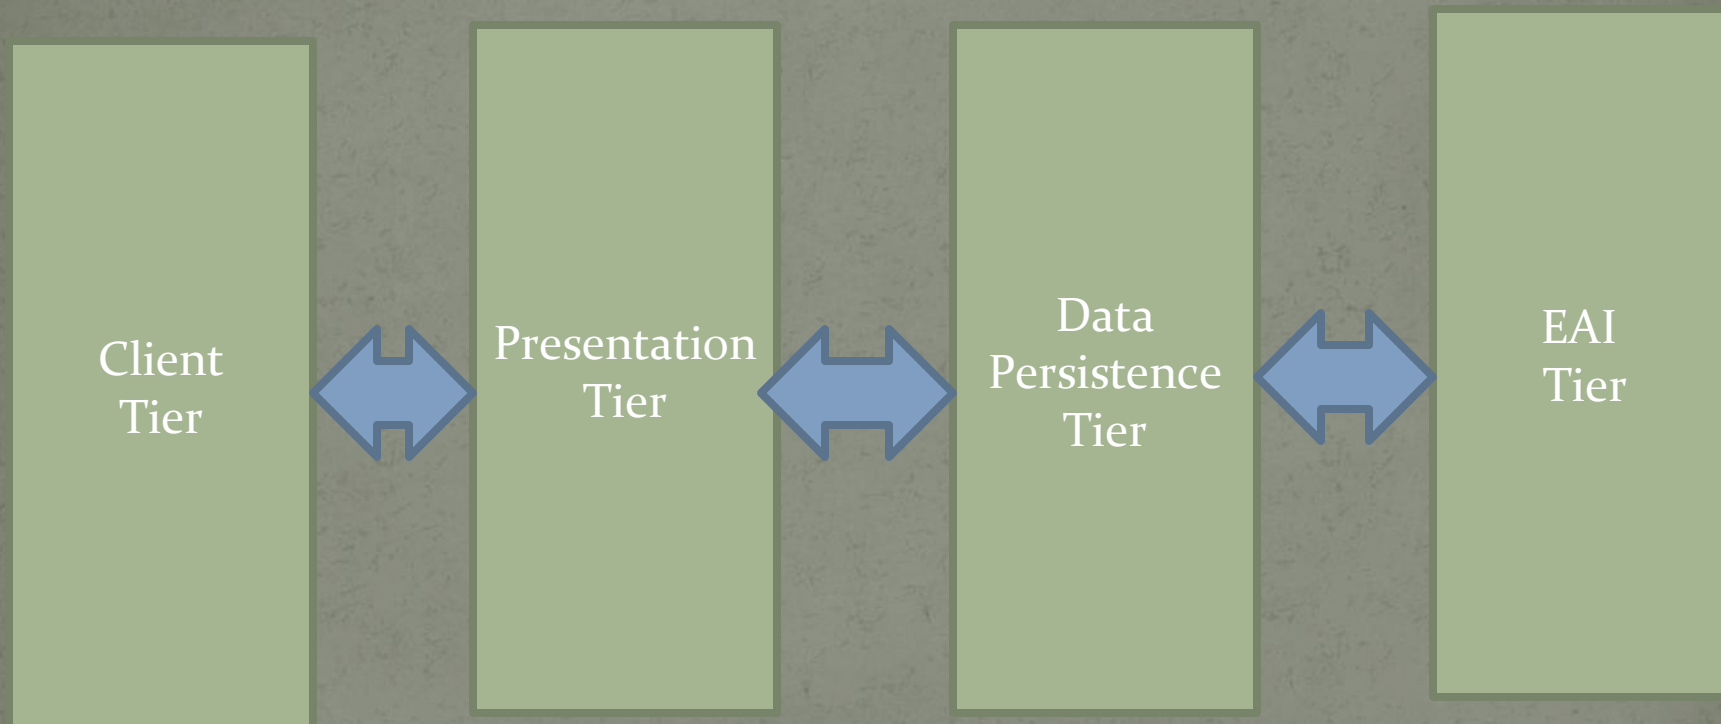 Client
Tier
Presentation
Tier
Data
Persistence
Tier
EAI
Tier